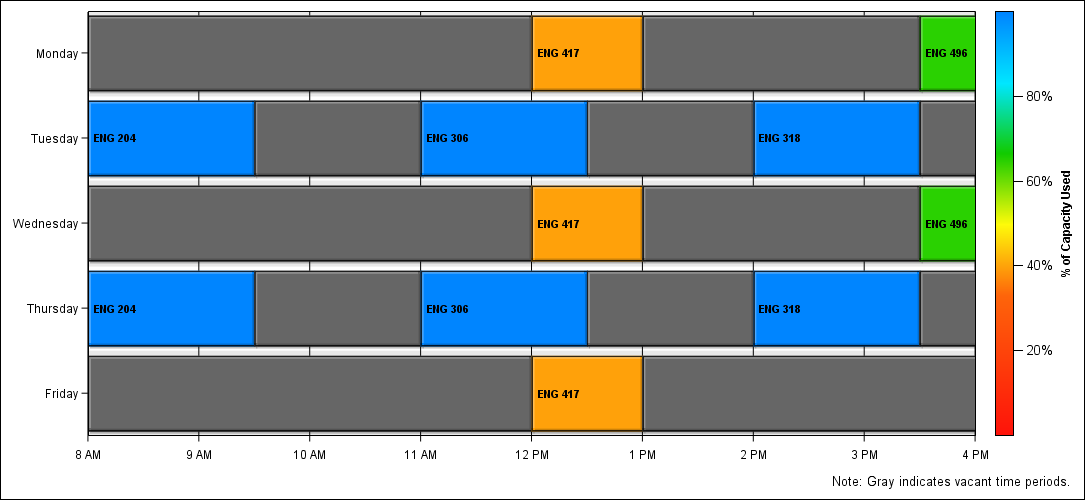 Monday
ENG 417
ENG 496
Tuesday
ENG 204
ENG 306
ENG 318
Wednesday
ENG 417
ENG 496
Thursday
ENG 204
ENG 306
ENG 318
Friday
ENG 417
8 AM
9 AM
10 AM
11 AM
12 PM
1 PM
2 PM
3 PM
4 PM
80%
60%
40%
20%
% of Capacity Used
Note: Gray indicates vacant time periods.